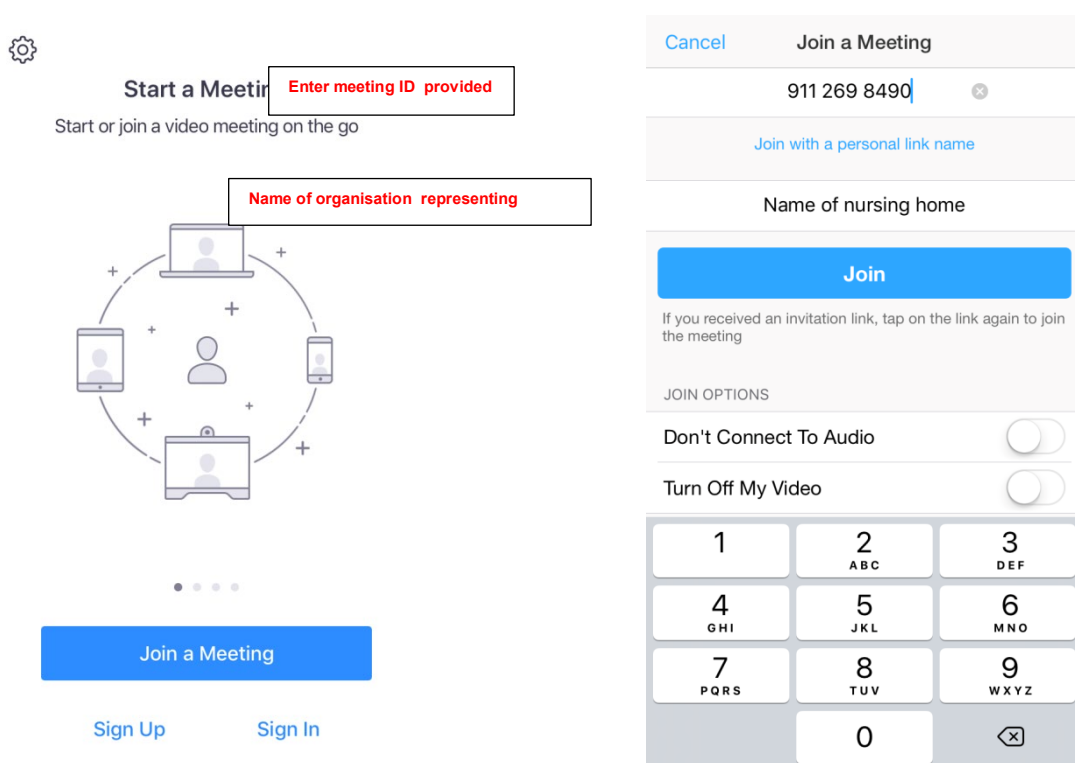 Start a Meetin
Enter meeting ID provided
Start or join a video meeting on the go
Name of organisation representing
Join a Meeting
Sign Up
Sign In
Cancel
Join a Meeting
911 269 8490
Join with a personal link name
Name of nursing home
Join
If you received an invitation link, tap on the link again to join
the meeting
JOIN OPTIONS
Don't Connect To Audio
Turn Off My Video
1
2
3
ABC
DEF
4
5
6
GHI
JKL
MNO
7
8
9
PQRS
TUV
WXYZ
0